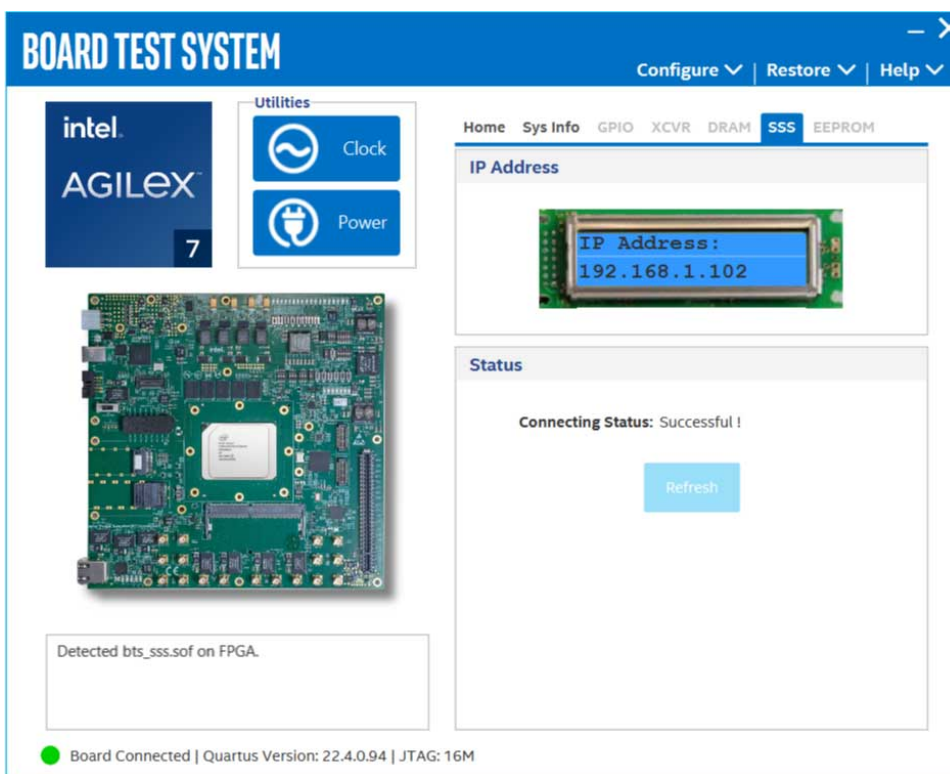 BOARD TEST SYSTEM
Configure | Restore | Help
intel.
AGILEX™
7
Utilities
Clock
Power
Home Sys Info GPIO XCVR DRAM SSS EEPROM
IP Address
IP Address:
192.168.1.102
Status
Connecting Status: Successful !
Refresh
Detected bts_sss.sof on FPGA.
Board Connected | Quartus Version: 22.4.0.94 | JTAG: 16M